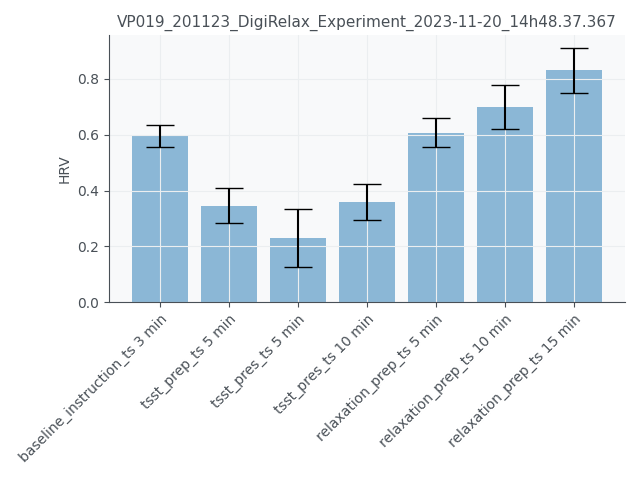 VP019_201123_DigiRelax_Experiment_2023-11-20_14h48.37.367
HRV
0.8
0.6
0.4
0.2
0.0
baseline_instruction_ts 3 min
tsst_prep_ts 5 min
tsst_pres_ts 5 min
tsst_pres_ts 10 min
relaxation_prep_ts 5 min
relaxation_prep_ts 10 min
relaxation_prep_ts 15 min